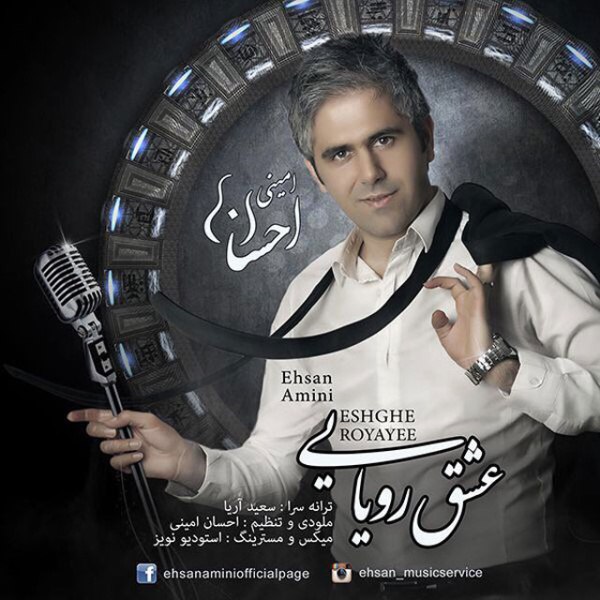 امینی
احسان
Ehsan
Amini
ESHGHE
ROYAYEE
عشق رویایی
ترانه سرا : سعید آریا
ملودی و تنظیم : احسان امینی
میکس و مسترینگ : استودیو نویز
ehsanaminiofficialpage
ehsan_musicservice